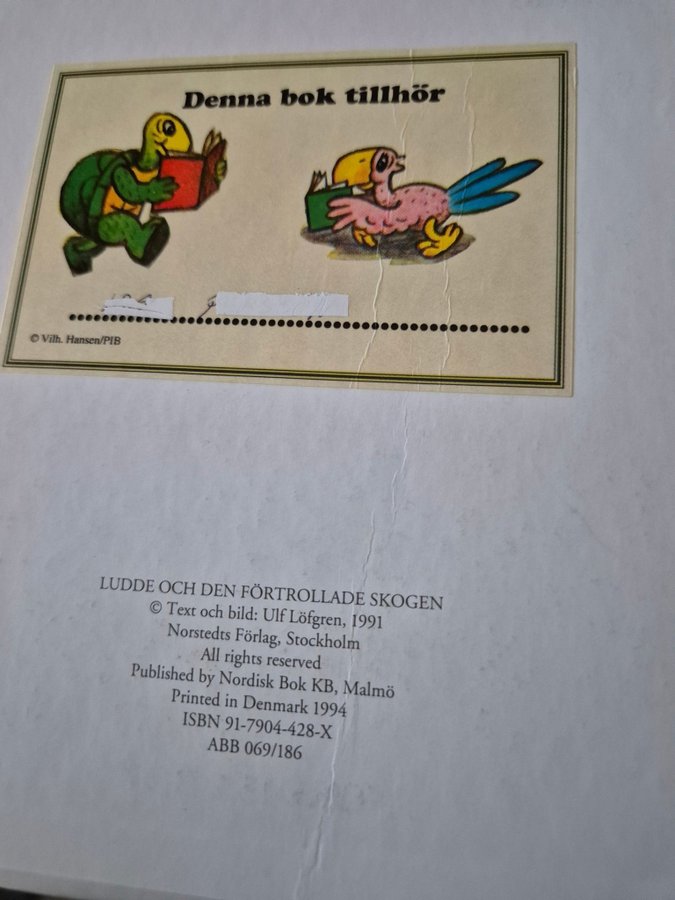 Denna bok tillhör
© Vilh. Hansen/PIB
LUDDE OCH DEN FÖRTROLLADE SKOGEN
© Text och bild: Ulf Löfgren, 1991
Norstedts Förlag, Stockholm
All rights reserved
Published by Nordisk Bok KB, Malmö
Printed in Denmark 1994
ISBN 91-7904-428-X
ABB 069/186